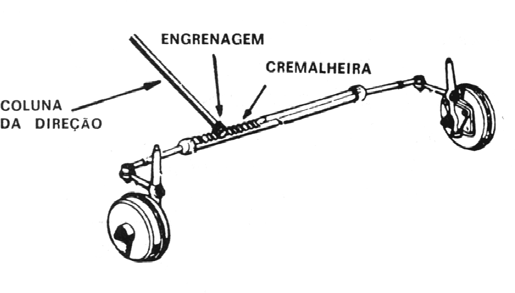 ENGRENAGEM
CREMALHEIRA
COLUNA
DA DIREÇÃO